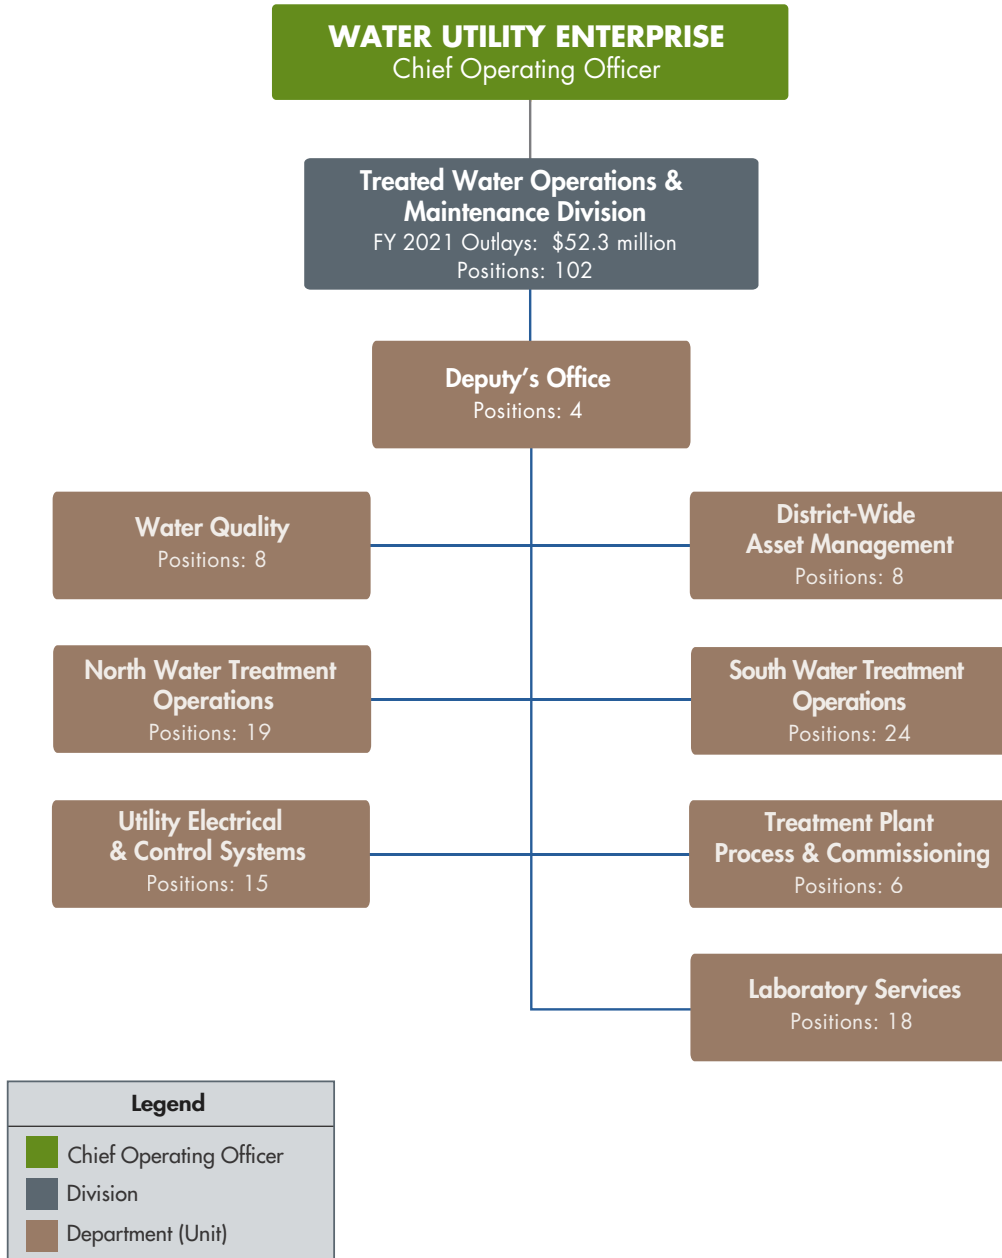 WATER UTILITY ENTERPRISE
Chief Operating Officer
Treated Water Operations &
Maintenance Division
FY 2021 Outlays: $52.3 million
Positions: 102
Deputy's Office
Positions: 4
Water Quality
Positions: 8
District-Wide
Asset Management
Positions: 8
North Water Treatment
Operations
Positions: 19
South Water Treatment
Operations
Positions: 24
Utility Electrical
& Control Systems
Positions: 15
Treatment Plant
Process & Commissioning
Positions: 6
Laboratory Services
Positions: 18
Legend
Chief Operating Officer
Division
Department (Unit)